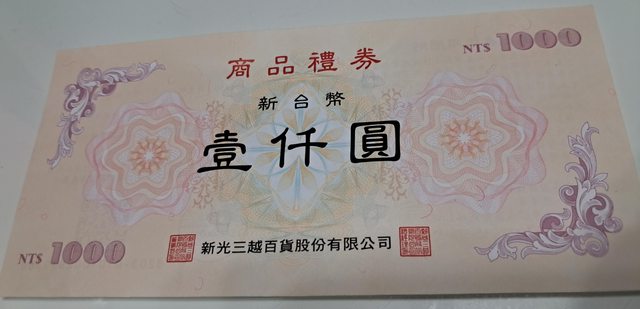 商品禮券
NT$ 1000
新台幣
壹仟圓
NT$ 1000
新光三越百貨股份有限公司